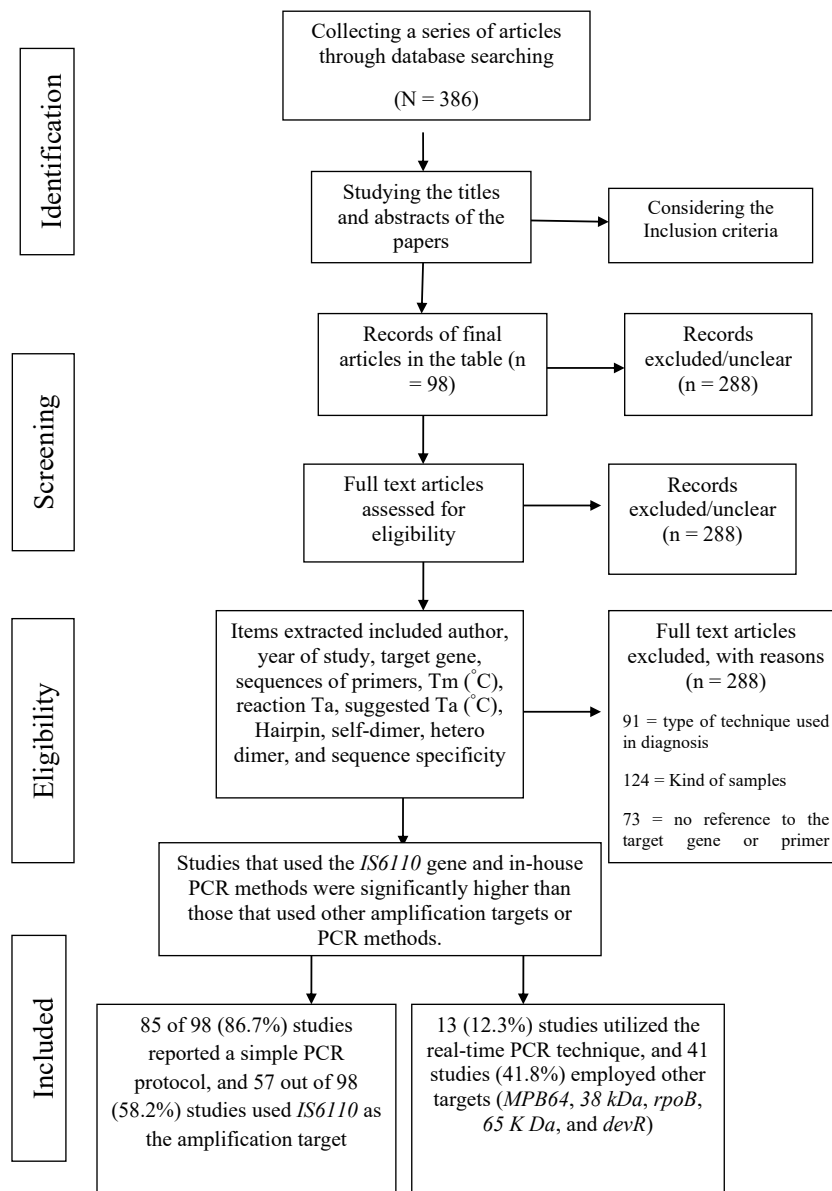 Collecting a series of articles
through database searching
(N = 386)
Identification
Studying the titles
and abstracts of the
papers
Considering the
Inclusion criteria
Records of final
articles in the table (n
= 98)
Records
excluded/unclear
(n = 288)
Screening
Full text articles
assessed for
eligibility
Records
excluded/unclear
(n = 288)
Eligibility
Items extracted included author,
year of study, target gene,
sequences of primers, Tm (°C),
reaction Ta, suggested Ta (°C),
Hairpin, self-dimer, hetero
dimer, and sequence specificity
Full text articles
excluded, with reasons
(n = 288)
91 = type of technique used
in diagnosis
124 = Kind of samples
73 = no reference to the
target gene or primer
Studies that used the IS6110 gene and in-house
PCR methods were significantly higher than
those that used other amplification targets or
PCR methods.
Included
85 of 98 (86.7%) studies
reported a simple PCR
protocol, and 57 out of 98
(58.2%) studies used IS6110 as
the amplification target
13 (12.3%) studies utilized the
real-time PCR technique, and 41
studies (41.8%) employed other
targets (MPB64, 38 kDa, rpoB,
65 K Da, and devR)